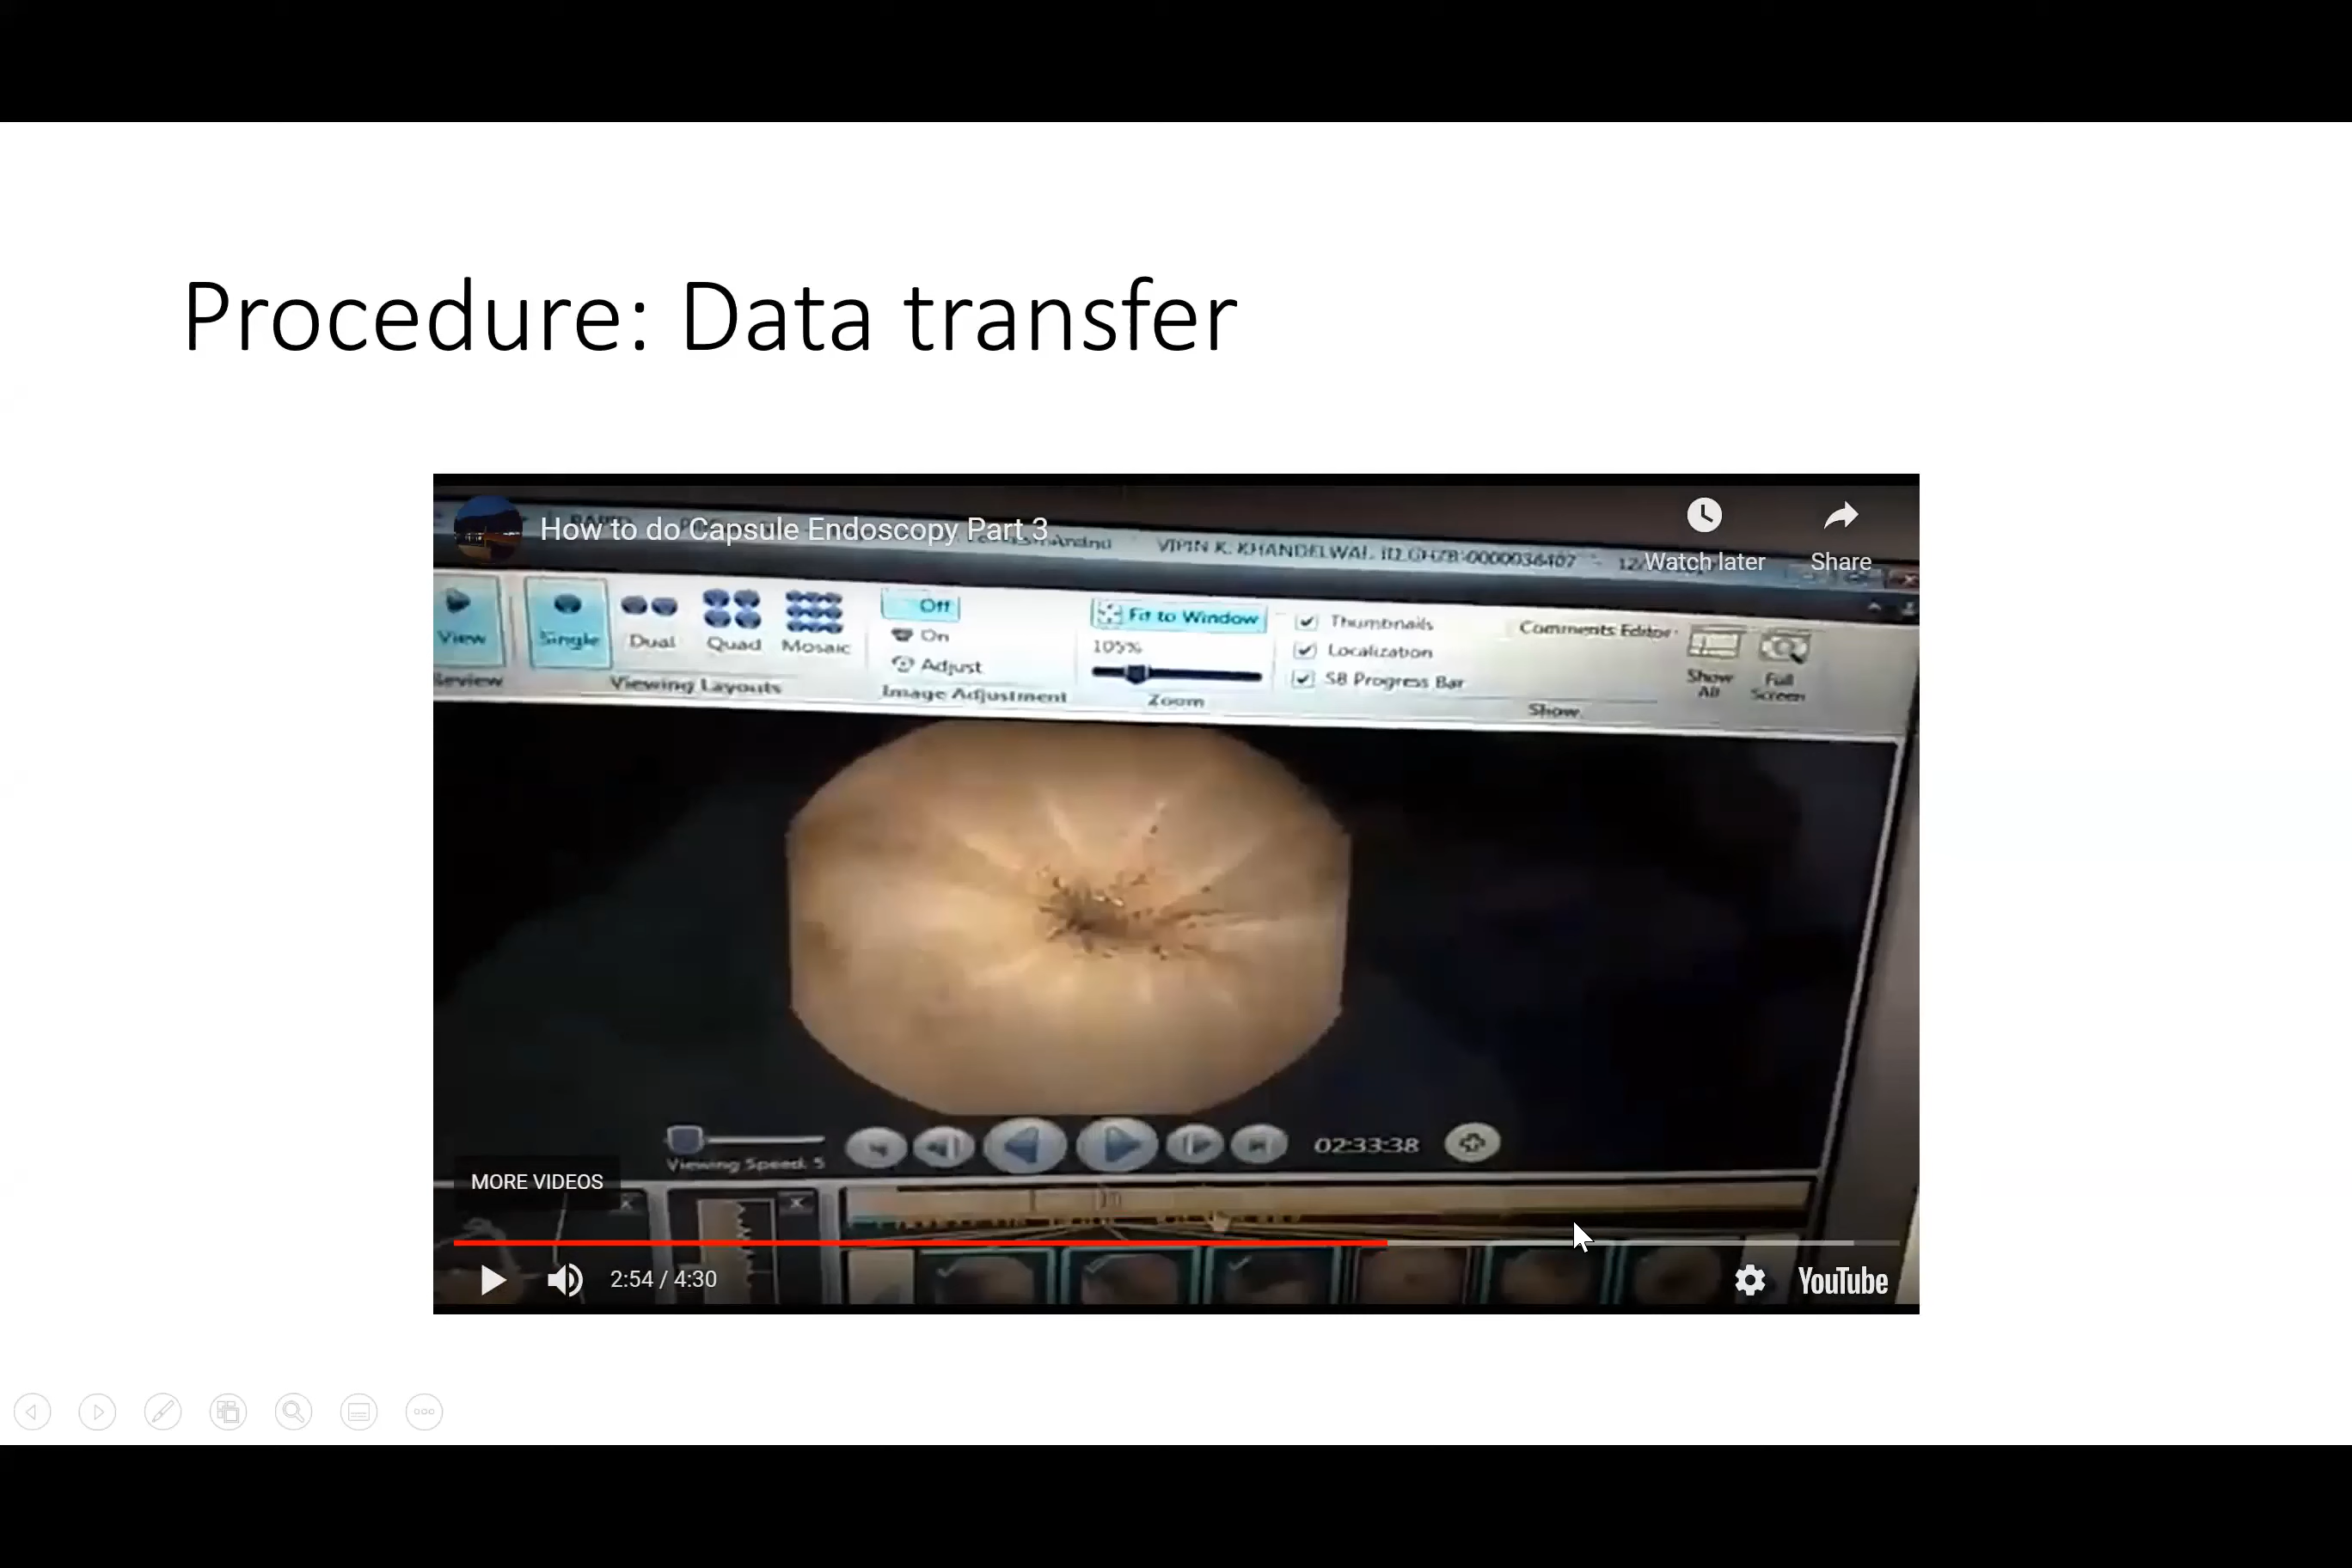 Procedure: Data transfer
How to do Capsule Endoscopy Part 3
VIPIN K. KHANDELWAL
Watch later
Share
View
Single
Dual
Quad
Mosaic
Viewing Layouts
Off
On
Adjust
Image Adjustment
Fit to Window
105%
Zoom
Thumbnails
Localization
SB Progress Bar
Comments Editor
Show All
Full Screen
Show
Viewing Speed: 5
02:33:38
MORE VIDEOS
2:54 / 4:30
YouTube